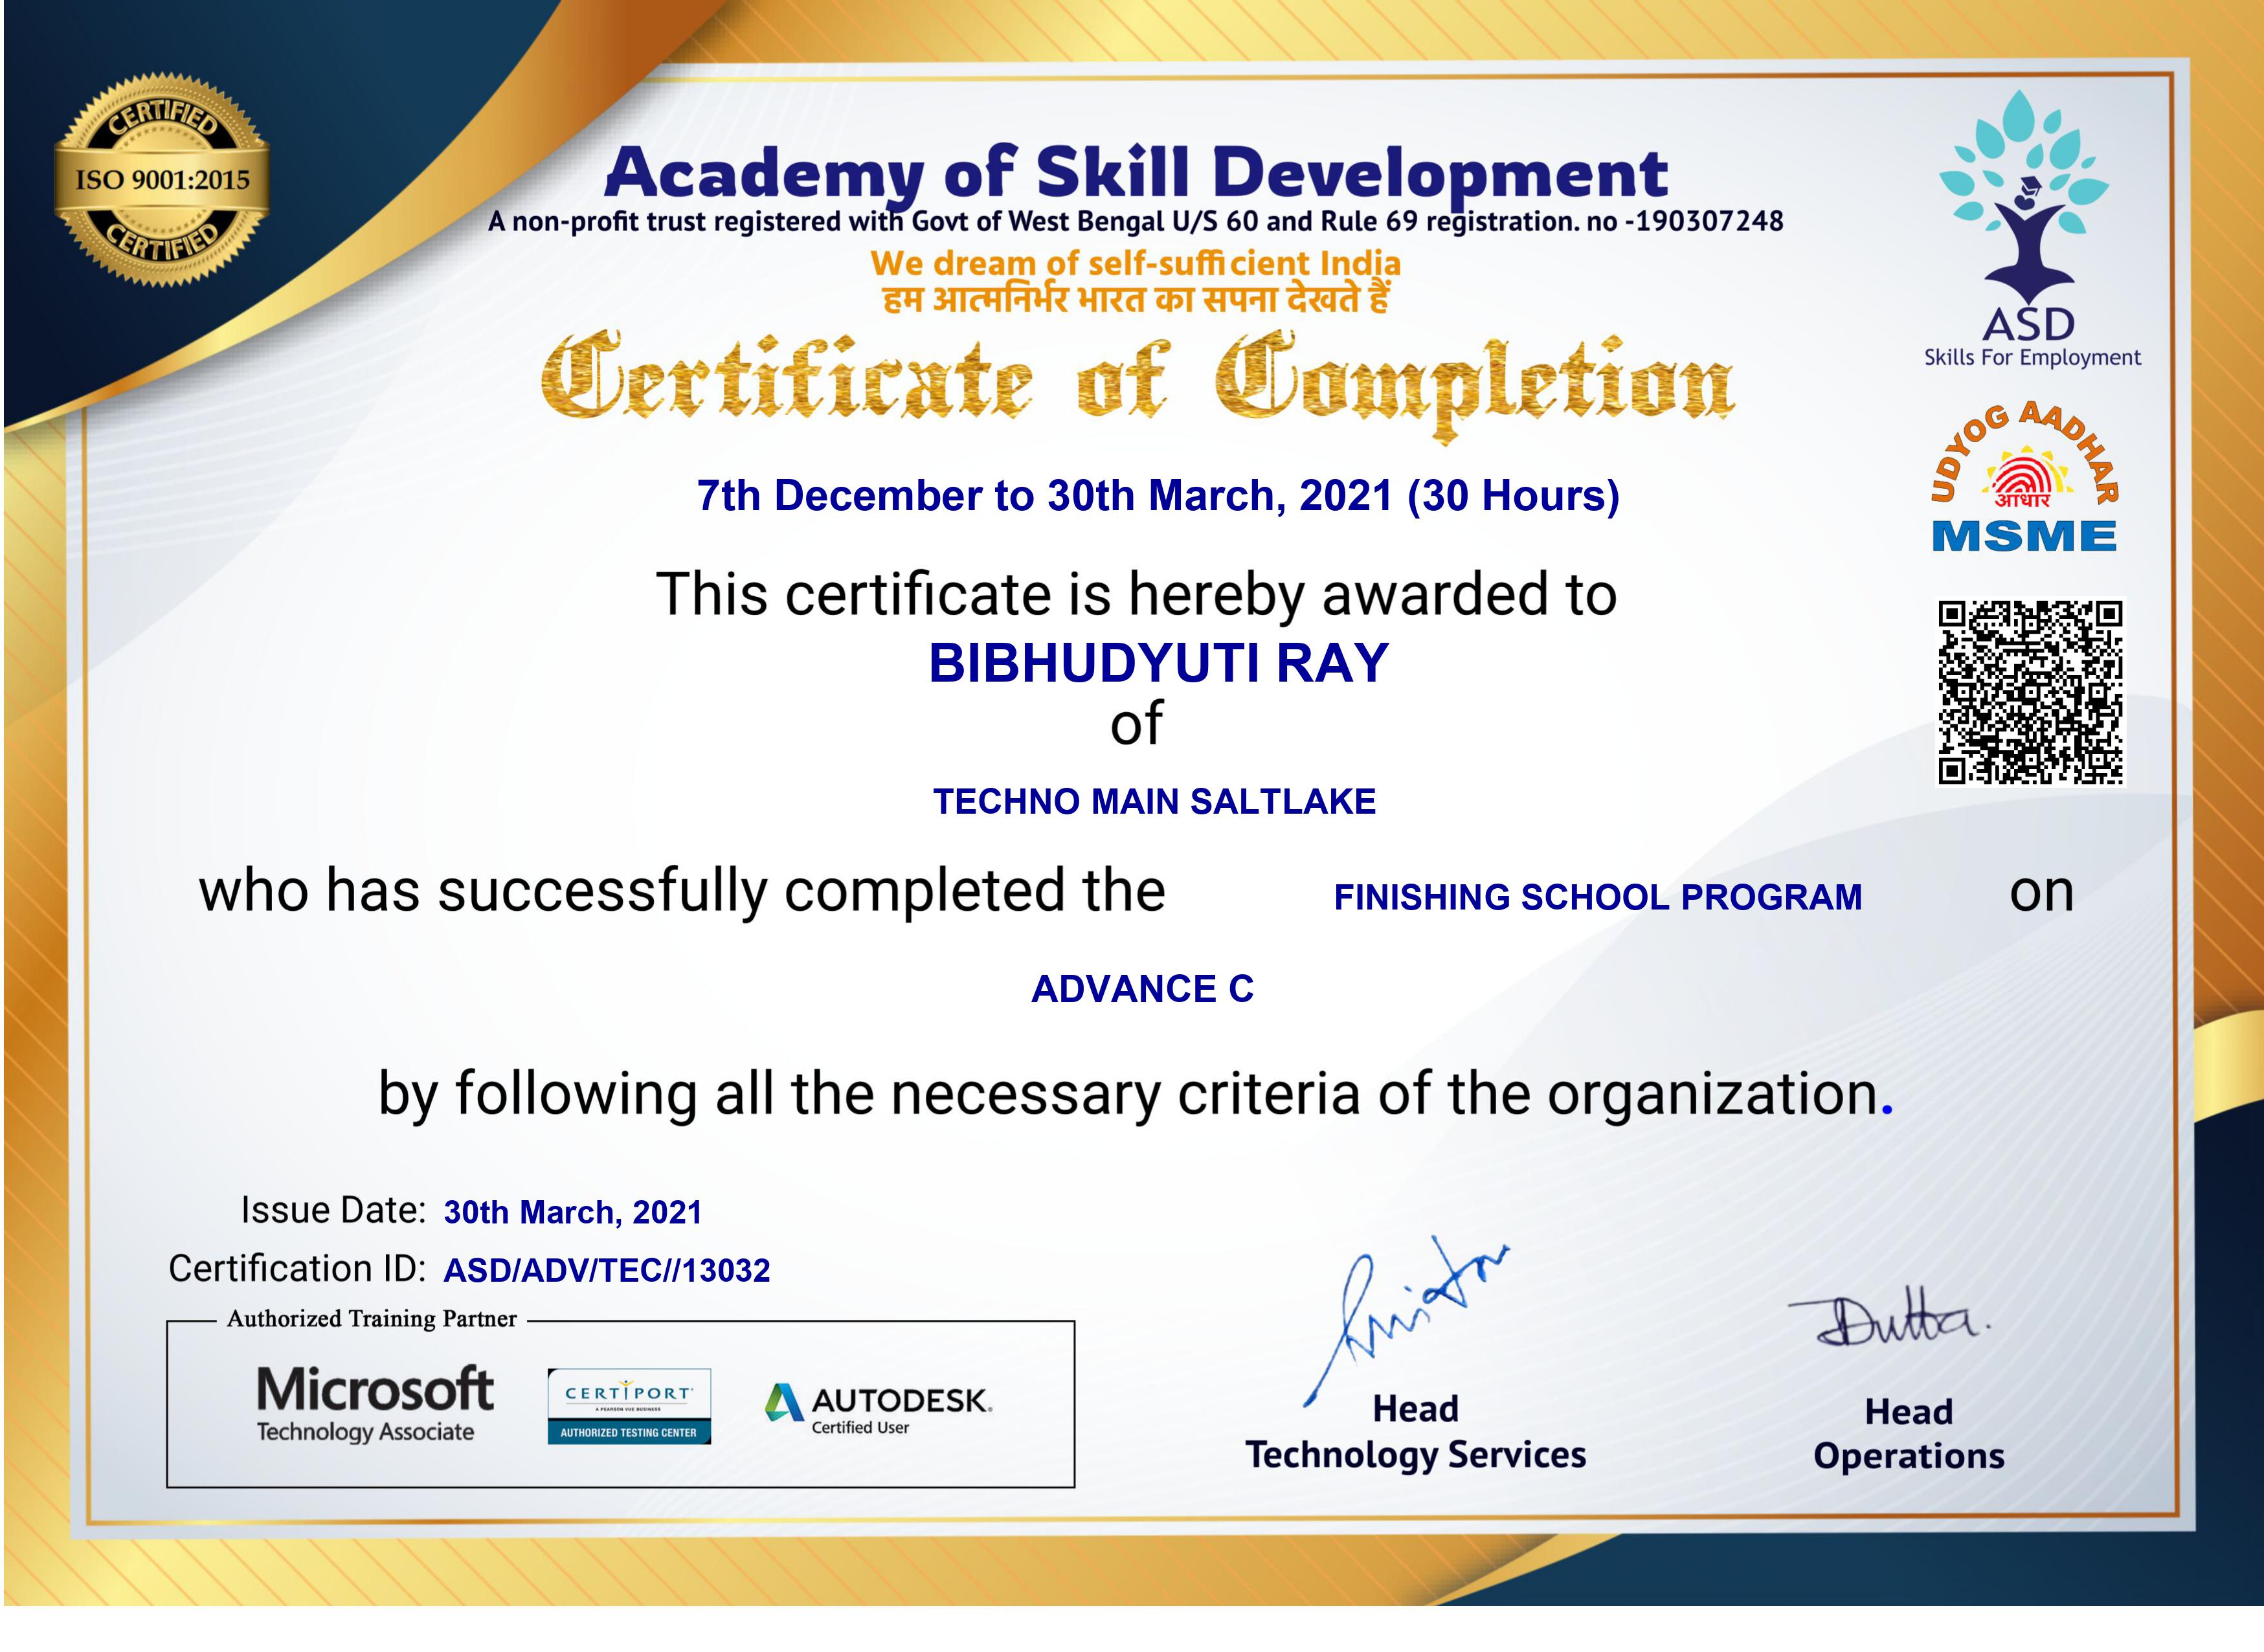 CERTIFIED
ISO 9001:2015
CERTIFIED
Academy of Skill Development
A non-profit trust registered with Govt of West Bengal U/S 60 and Rule 69 registration. no -190307248
We dream of self-sufficient India
हम आत्मनिर्भर भारत का सपना देखते हैं
ASD
Skills For Employment
Certificate of Completion
UDYOG AADHAR
आधार
MSME
7th December to 30th March, 2021 (30 Hours)
This certificate is hereby awarded to
BIBHUDYUTI RAY
of
TECHNO MAIN SALTLAKE
who has successfully completed the FINISHING SCHOOL PROGRAM on
ADVANCE C
by following all the necessary criteria of the organization.
Issue Date: 30th March, 2021
Certification ID: ASD/ADV/TEC//13032
Authorized Training Partner
Microsoft
Technology Associate
CERTIPORT
A PEARSON VUE BUSINESS
AUTHORIZED TESTING CENTER
AUTODESK.
Certified User
Head
Technology Services
Dutta.
Head
Operations